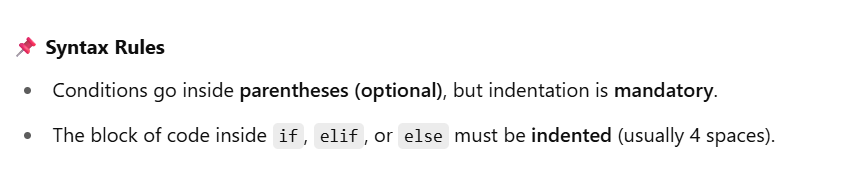 📌 Syntax Rules
• Conditions go inside parentheses (optional), but indentation is mandatory.
• The block of code inside if, elif, or else must be indented (usually 4 spaces).